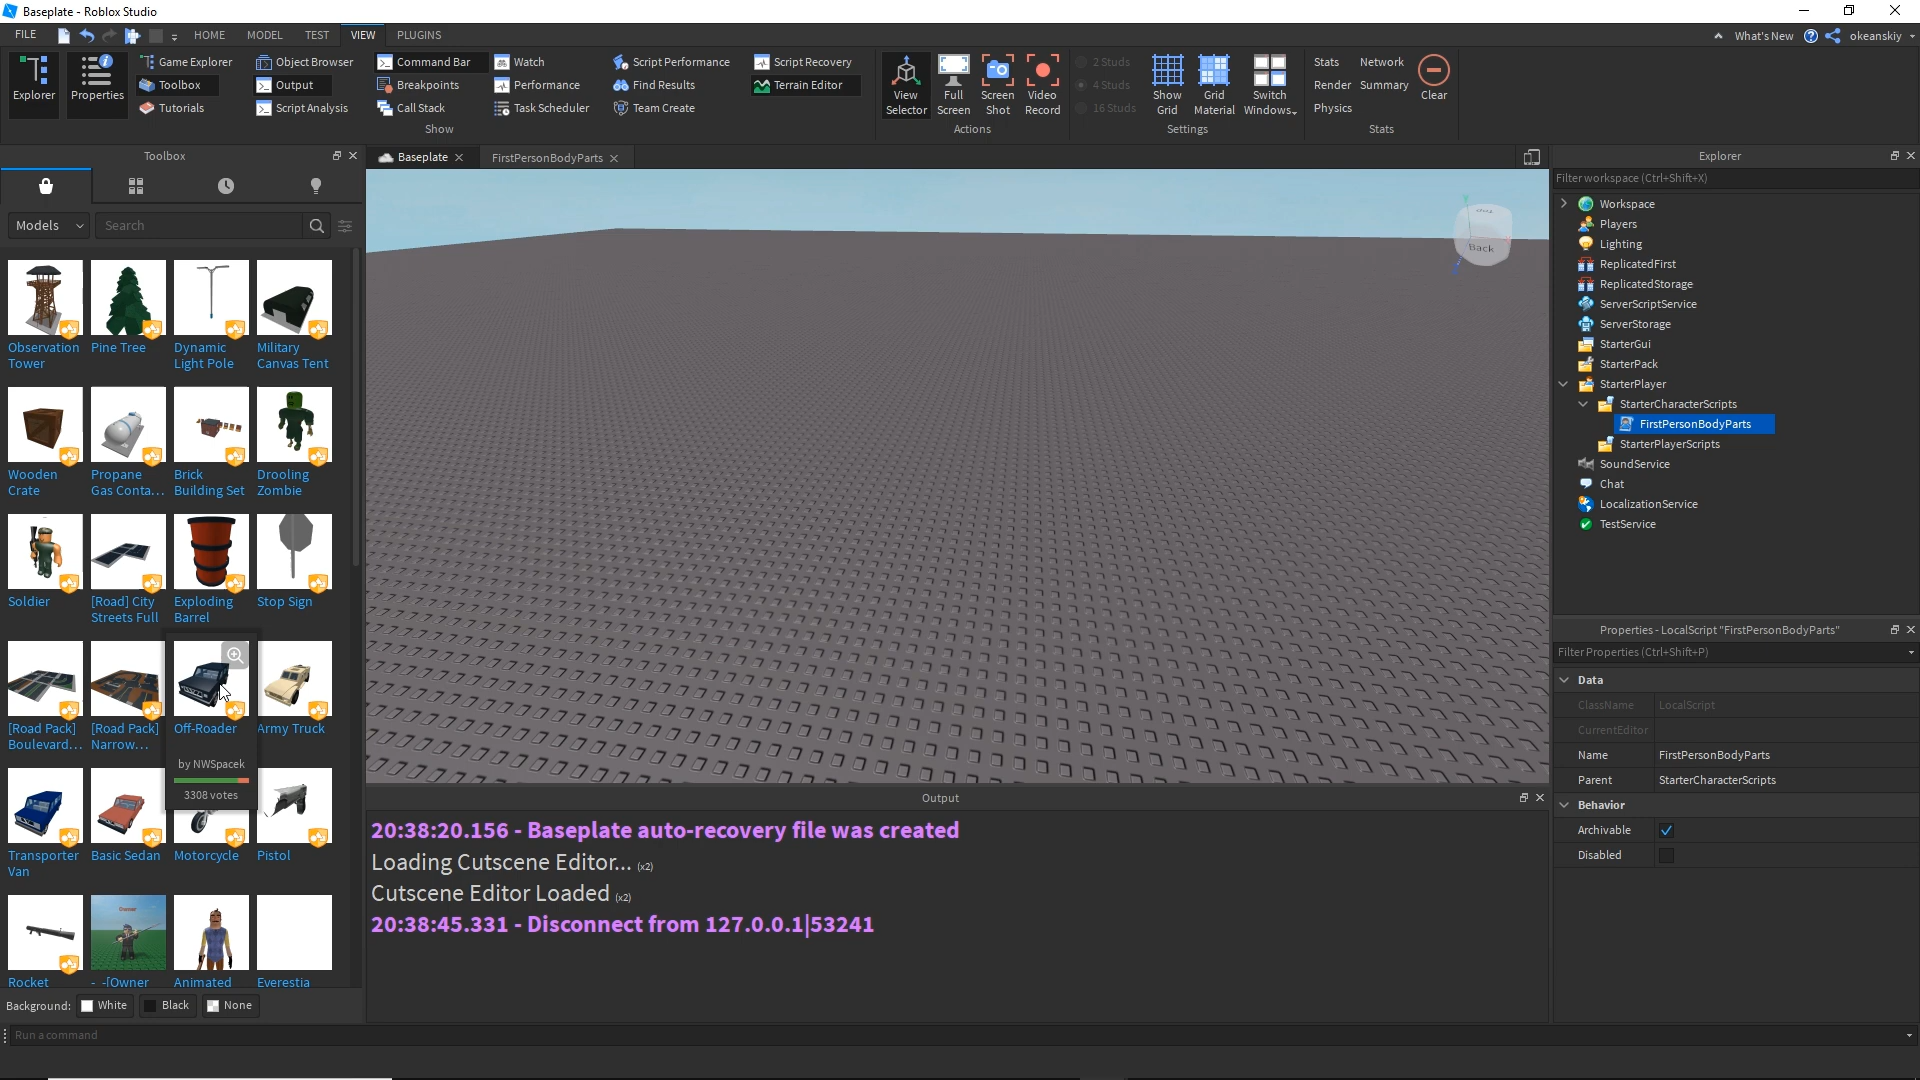 Baseplate - Roblox Studio
FILE HOME MODEL TEST VIEW PLUGINS What's New okeanskiy
Explorer
Properties
Game Explorer
Toolbox
Tutorials
Object Browser
Output
Script Analysis
Command Bar
Breakpoints
Call Stack
Watch
Performance
Task Scheduler
Script Performance
Find Results
Team Create
Script Recovery
Terrain Editor
Show
View
Selector
Full
Screen
Screen
Shot
Video
Record
Actions
2 Studs
4 Studs
16 Studs
Show
Grid
Grid
Material
Switch
Windows
Settings
Stats Network
Render Summary
Physics
Clear
Stats
Toolbox
Models Search
Observation
Tower
Pine Tree
Dynamic
Light Pole
Military
Canvas Tent
Wooden
Crate
Propane
Gas Conta...
Brick
Building Set
Drooling
Zombie
Soldier
[Road] City
Streets Full
Exploding
Barrel
Stop Sign
[Road Pack]
Boulevard...
[Road Pack]
Narrow...
Off-Roader
by NWSpacek
3308 votes
Army Truck
Transporter
Van
Basic Sedan
Motorcycle
Pistol
Rocket
- -[Owner
Animated
Everestia
Background: White Black None
Run a command
Baseplate
FirstPersonBodyParts
Back
Output
20:38:20.156 - Baseplate auto-recovery file was created
Loading Cutscene Editor... (x2)
Cutscene Editor Loaded (x2)
20:38:45.331 - Disconnect from 127.0.0.1|53241
Explorer
Filter workspace (Ctrl+Shift+X)
Workspace
Players
Lighting
ReplicatedFirst
ReplicatedStorage
ServerScriptService
ServerStorage
StarterGui
StarterPack
StarterPlayer
StarterCharacterScripts
FirstPersonBodyParts
StarterPlayerScripts
SoundService
Chat
LocalizationService
TestService
Properties - LocalScript "FirstPersonBodyParts"
Filter Properties (Ctrl+Shift+P)
Data
ClassName LocalScript
CurrentEditor
Name FirstPersonBodyParts
Parent StarterCharacterScripts
Behavior
Archivable
Disabled